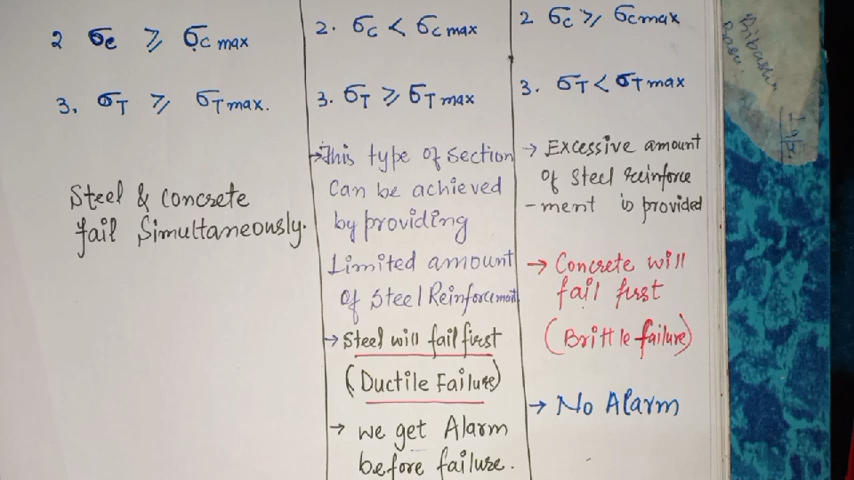 2 σc ⩾ σc max
3. σT ⩾ σT max.
Steel & concrete
fail Simultaneously.
2. σc < σc max
3. σT ⩾ σT max
→ This type of section
Can be achieved
by providing
Limited amount
of Steel Reinforcement
→ Steel will fail first
(Ductile Failure)
→ we get Alarm
before failure.
2 σc ⩾ σcmax
3. σT < σT max
→ Excessive amount
of Steel reinforce
-ment is provided
→ Concrete will
fail first
(Brittle failure)
→ No Alarm